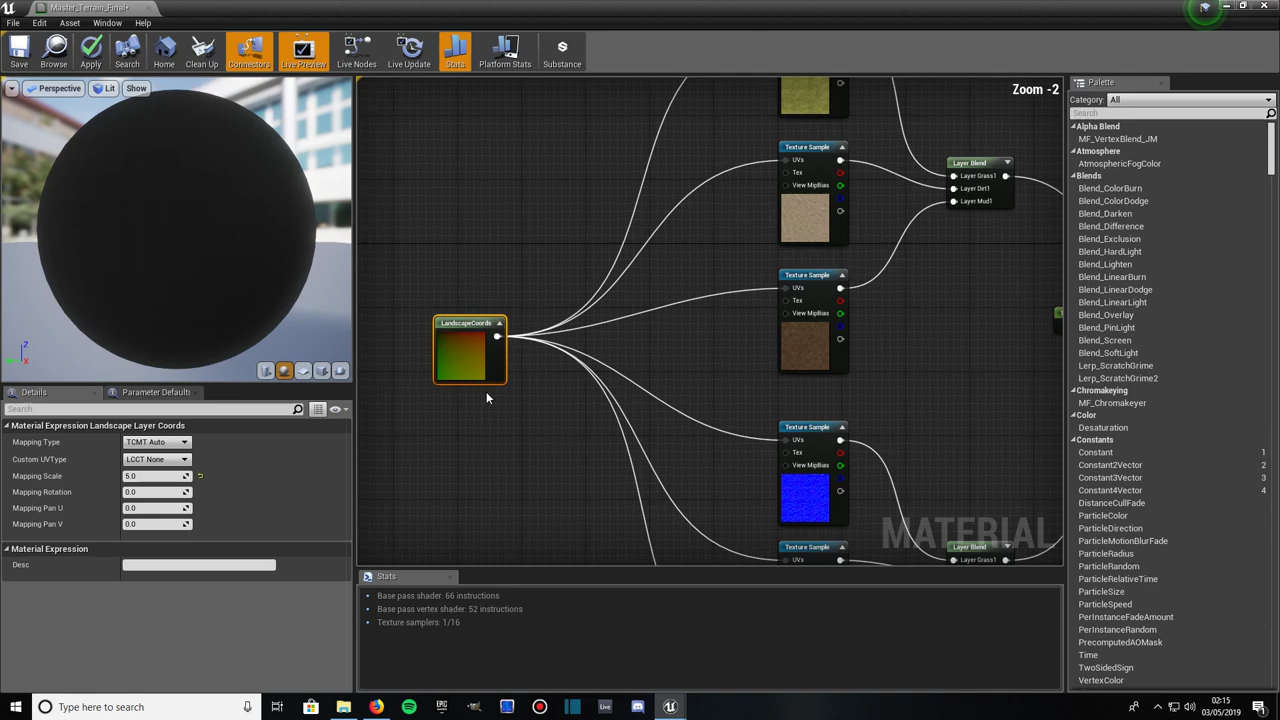 Master_Terrain_Final*
File Edit Asset Window Help
Save Browse Apply Search Home Clean Up Connectors Live Preview Live Nodes Live Update Stats Platform Stats Substance
Perspective Lit Show
Zoom -2
Z
X
Details Parameter Defaults
Search
Material Expression Landscape Layer Coords
Mapping Type TCMT Auto
Custom UVType LCCT None
Mapping Scale 5.0
Mapping Rotation 0.0
Mapping Pan U 0.0
Mapping Pan V 0.0
Material Expression
Desc
LandscapeCoords
Texture Sample
UVs
Tex
View MipBias
Texture Sample
UVs
Tex
View MipBias
Texture Sample
UVs
Tex
View MipBias
Texture Sample
UVs
Layer Blend
Layer Grass1
Layer Dirt1
Layer Mud1
Layer Blend
Layer Grass1
MATERIAL
Stats
Base pass shader: 66 instructions
Base pass vertex shader: 52 instructions
Texture samplers: 1/16
Palette
Category: All
Search
Alpha Blend
MF_VertexBlend_JM
Atmosphere
AtmosphericFogColor
Blends
Blend_ColorBurn
Blend_ColorDodge
Blend_Darken
Blend_Difference
Blend_Exclusion
Blend_HardLight
Blend_Lighten
Blend_LinearBurn
Blend_LinearDodge
Blend_LinearLight
Blend_Overlay
Blend_PinLight
Blend_Screen
Blend_SoftLight
Lerp_ScratchGrime
Lerp_ScratchGrime2
Chromakeying
MF_Chromakeyer
Color
Desaturation
Constants
Constant 1
Constant2Vector 2
Constant3Vector 3
Constant4Vector 4
DistanceCullFade
ParticleColor
ParticleDirection
ParticleMotionBlurFade
ParticleRadius
ParticleRandom
ParticleRelativeTime
ParticleSize
ParticleSpeed
PerInstanceFadeAmount
PerInstanceRandom
PrecomputedAOMask
Time
TwoSidedSign
VertexColor
Type here to search
EPIC
Live
02:15
03/05/2019